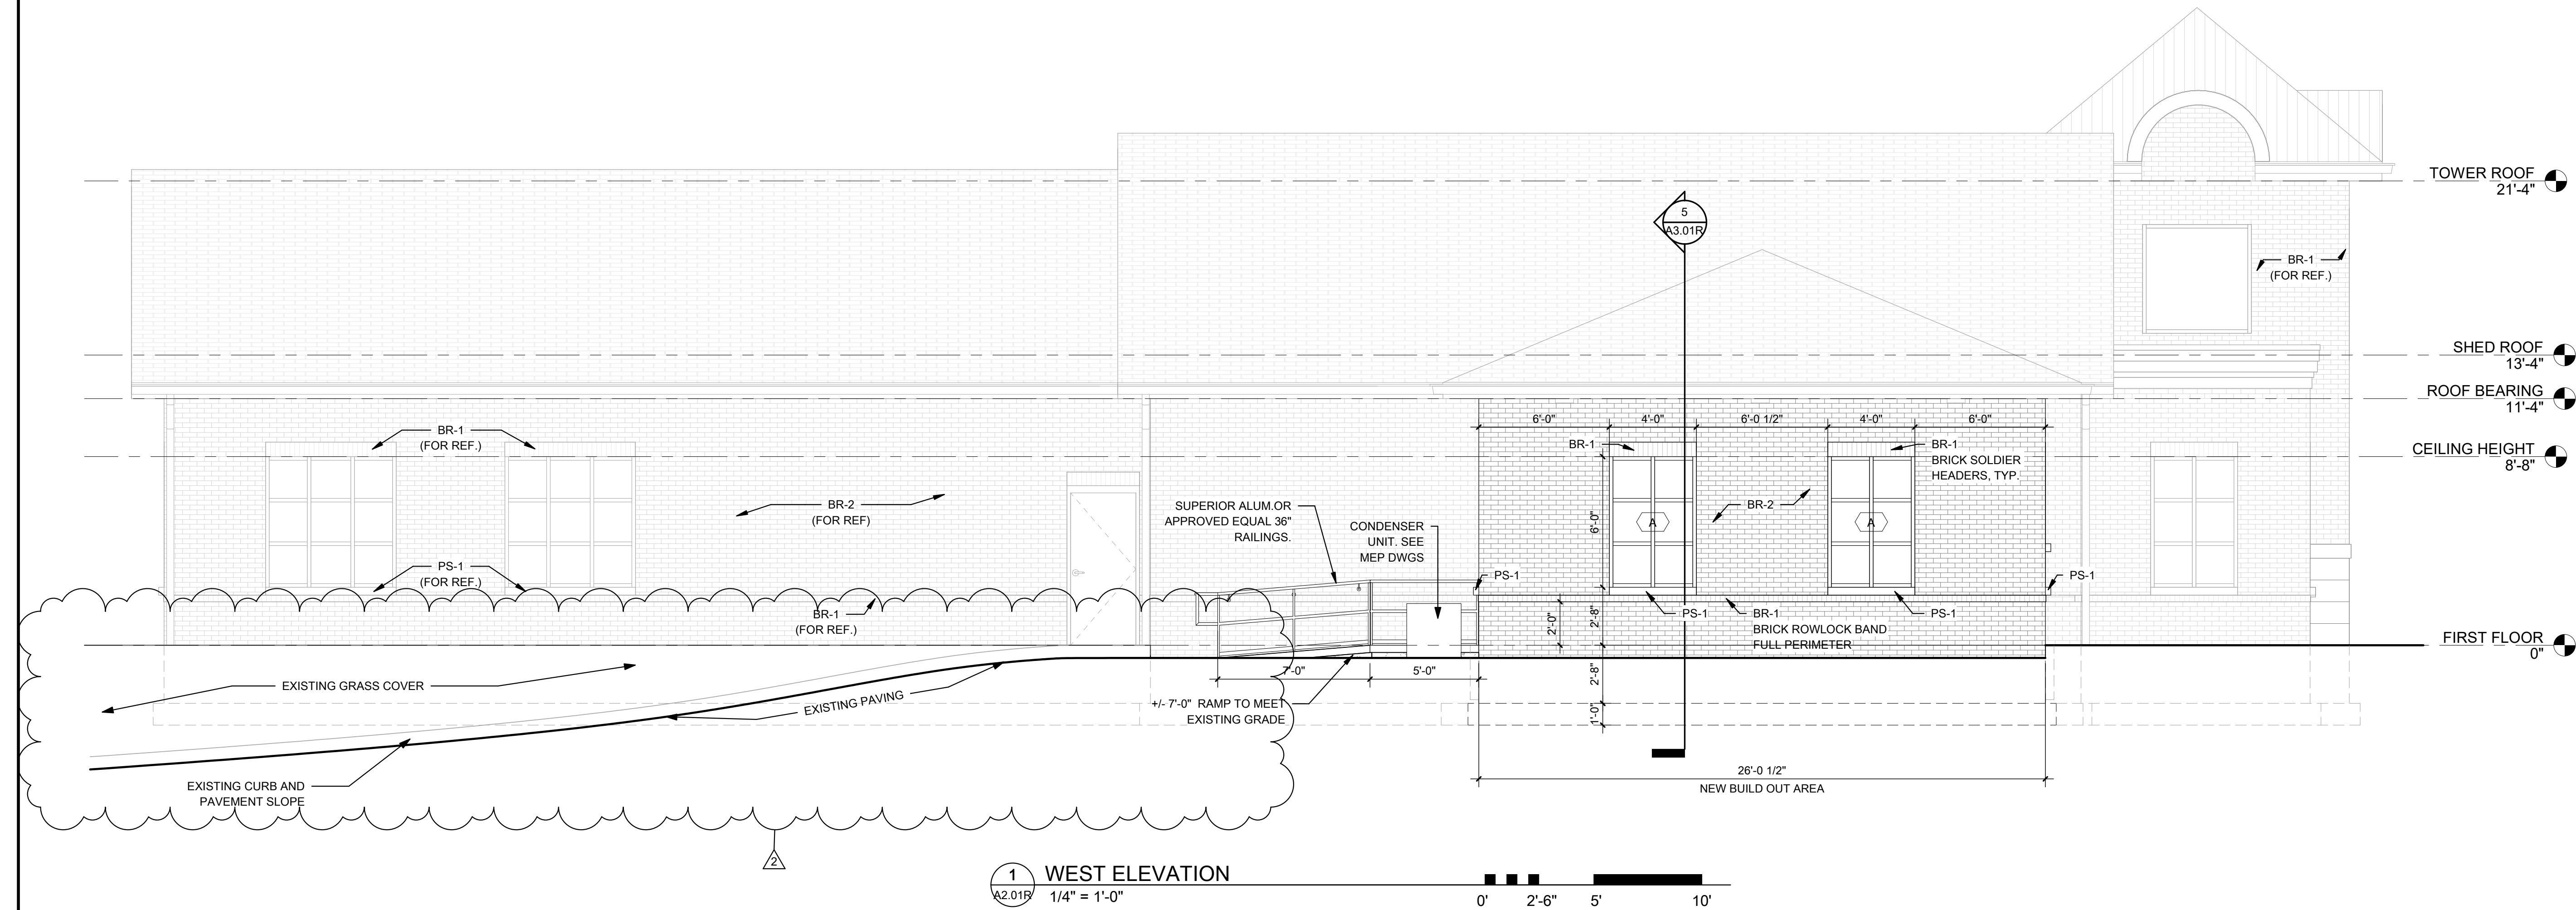 TOWER ROOF
21'-4"
5
A3.01R
BR-1
(FOR REF.)
SHED ROOF
13'-4"
ROOF BEARING
11'-4"
CEILING HEIGHT
8'-8"
FIRST FLOOR
0"
BR-1
(FOR REF.)
BR-2
(FOR REF)
PS-1
(FOR REF.)
BR-1
(FOR REF.)
SUPERIOR ALUM.OR
APPROVED EQUAL 36"
RAILINGS.
CONDENSER
UNIT. SEE
MEP DWGS
6'-0"
4'-0"
6'-0 1/2"
4'-0"
6'-0"
BR-1
BR-1
BRICK SOLDIER
HEADERS, TYP.
BR-2
A
A
6'-0"
PS-1
PS-1
PS-1
BR-1
BRICK ROWLOCK BAND
FULL PERIMETER
PS-1
2'-0"
2'-8"
2'-8"
1'-0"
7'-0"
5'-0"
+/- 7'-0" RAMP TO MEET
EXISTING GRADE
EXISTING GRASS COVER
EXISTING PAVING
EXISTING CURB AND
PAVEMENT SLOPE
26'-0 1/2"
NEW BUILD OUT AREA
2
1
A2.01R
WEST ELEVATION
1/4" = 1'-0"
0'
2'-6"
5'
10'